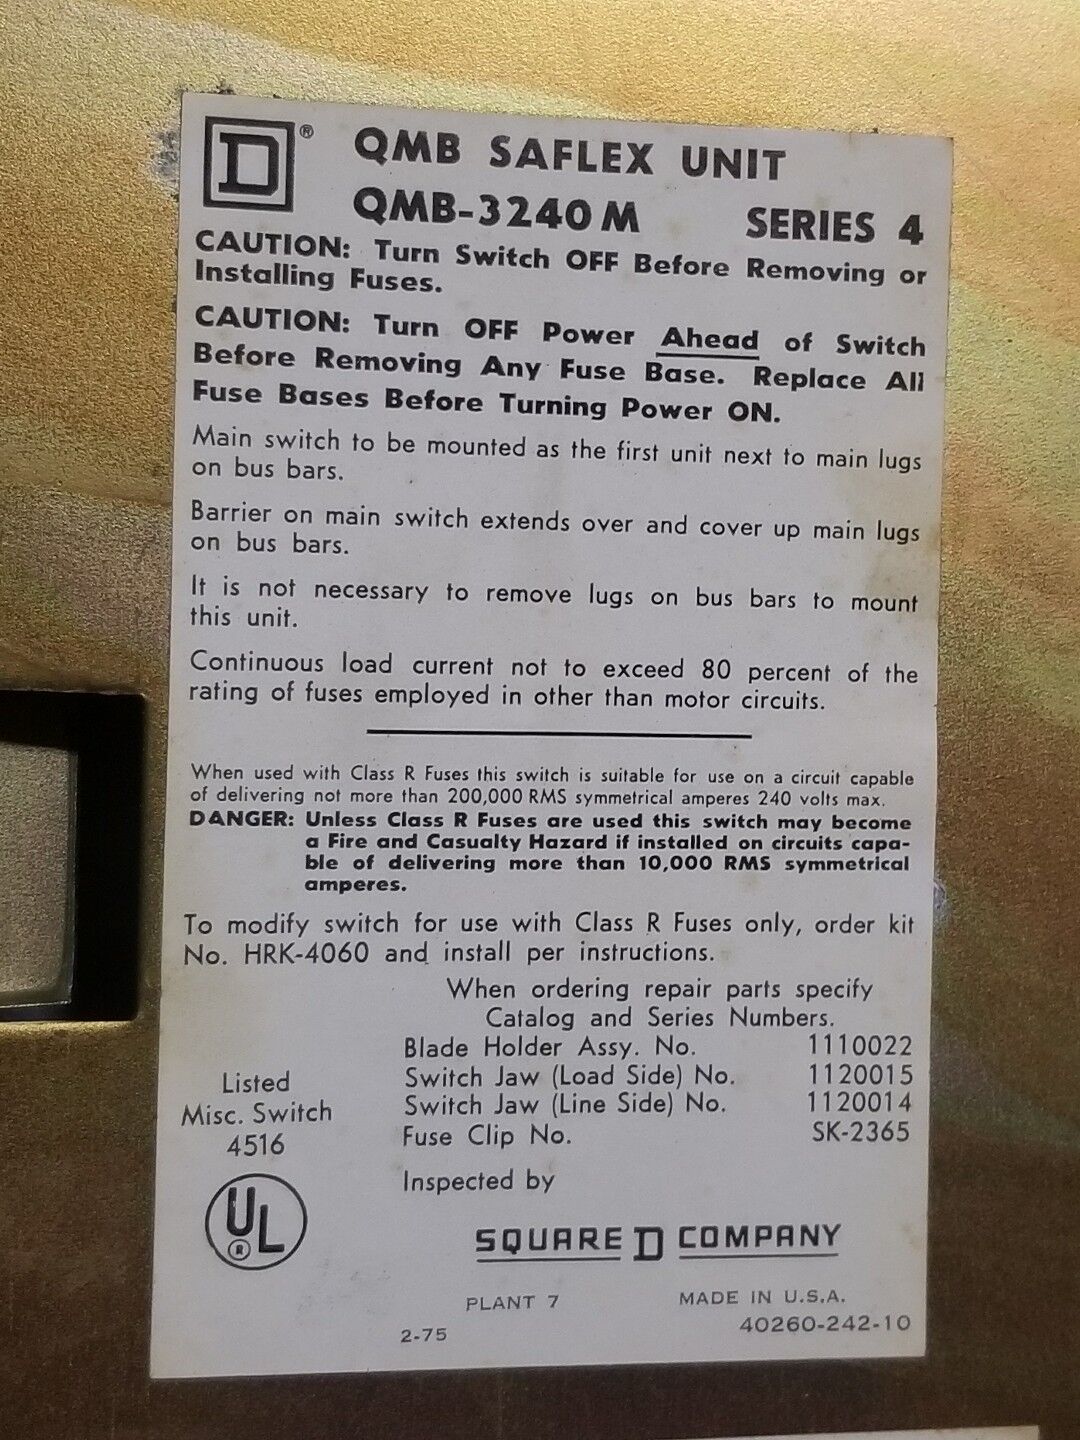 D ®
QMB SAFLEX UNIT
QMB-3240 M SERIES 4
CAUTION: Turn Switch OFF Before Removing or
Installing Fuses.
CAUTION: Turn OFF Power Ahead of Switch
Before Removing Any Fuse Base. Replace All
Fuse Bases Before Turning Power ON.
Main switch to be mounted as the first unit next to main lugs
on bus bars.
Barrier on main switch extends over and cover up main lugs
on bus bars.
It is not necessary to remove lugs on bus bars to mount
this unit.
Continuous load current not to exceed 80 percent of the
rating of fuses employed in other than motor circuits.
When used with Class R Fuses this switch is suitable for use on a circuit capable
of delivering not more than 200,000 RMS symmetrical amperes 240 volts max.
DANGER: Unless Class R Fuses are used this switch may become
a Fire and Casualty Hazard if installed on circuits capa-
ble of delivering more than 10,000 RMS symmetrical
amperes.
To modify switch for use with Class R Fuses only, order kit
No. HRK-4060 and install per instructions.
When ordering repair parts specify
Catalog and Series Numbers.
Blade Holder Assy. No. 1110022
Switch Jaw (Load Side) No. 1120015
Switch Jaw (Line Side) No. 1120014
Fuse Clip No. SK-2365
Listed
Misc. Switch
4516
UL ®
Inspected by
SQUARE D COMPANY
PLANT 7 MADE IN U.S.A.
2-75 40260-242-10